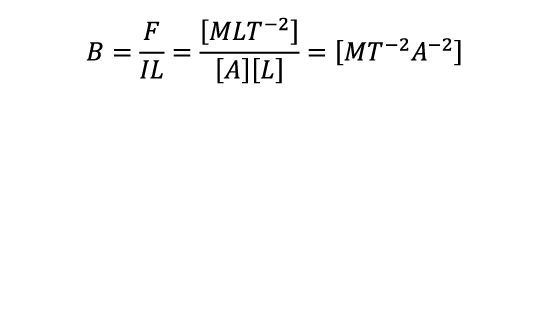 B = F/IL = [MLT⁻²]/[A][L] = [MT⁻²A⁻²]